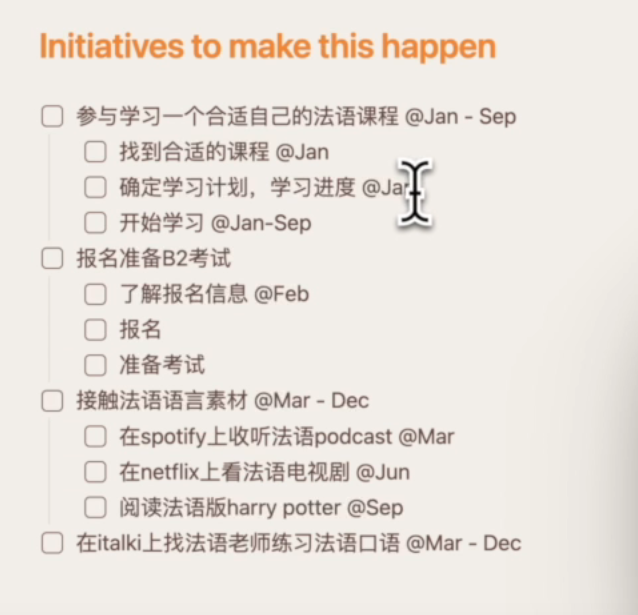 Initiatives to make this happen
参与学习一个合适自己的法语课程 @Jan - Sep
找到合适的课程 @Jan
确定学习计划，学习进度 @Jan
开始学习 @Jan-Sep
报名准备B2考试
了解报名信息 @Feb
报名
准备考试
接触法语语言素材 @Mar - Dec
在spotify上收听法语podcast @Mar
在netflix上看法语电视剧 @Jun
阅读法语版harry potter @Sep
在italki上找法语老师练习法语口语 @Mar - Dec